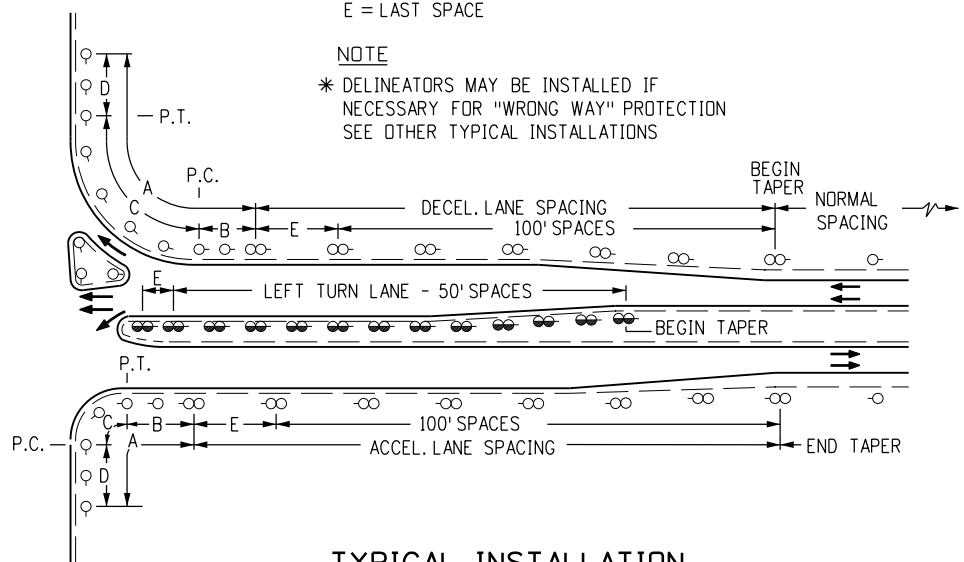 E = LAST SPACE
NOTE
* DELINEATORS MAY BE INSTALLED IF
NECESSARY FOR "WRONG WAY" PROTECTION
SEE OTHER TYPICAL INSTALLATIONS
D
P.T.
A
C
P.C.
B
E
DECEL. LANE SPACING
100' SPACES
BEGIN
TAPER
NORMAL
SPACING
E
LEFT TURN LANE - 50' SPACES
BEGIN TAPER
P.T.
C
B
E
100' SPACES
P.C.
A
ACCEL. LANE SPACING
END TAPER
D
TYPICAL INSTALLATION